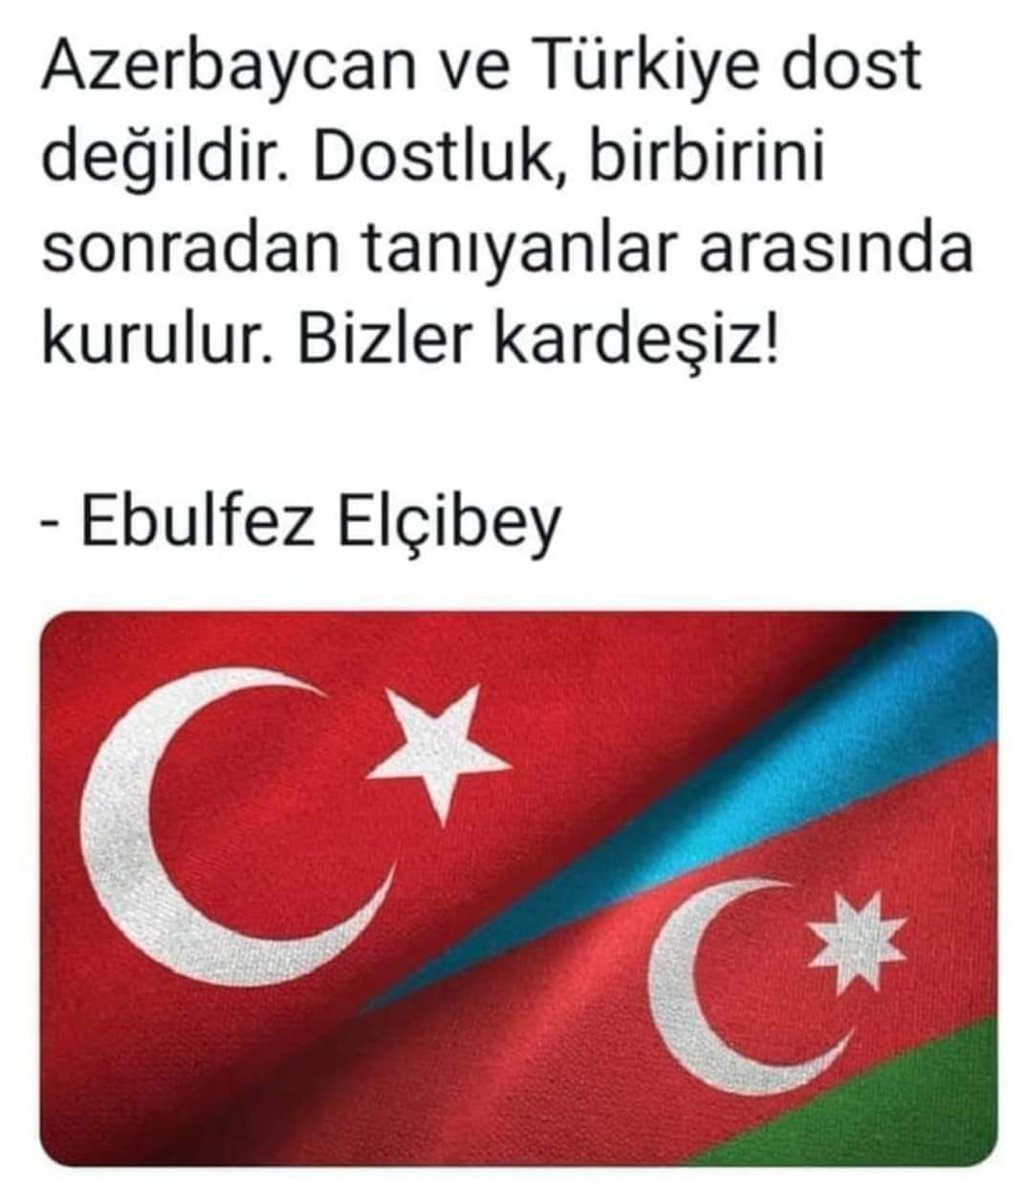 Azerbaycan ve Türkiye dost
değildir. Dostluk, birbirini
sonradan tanıyanlar arasında
kurulur. Bizler kardeşiz!
- Ebulfez Elçibey